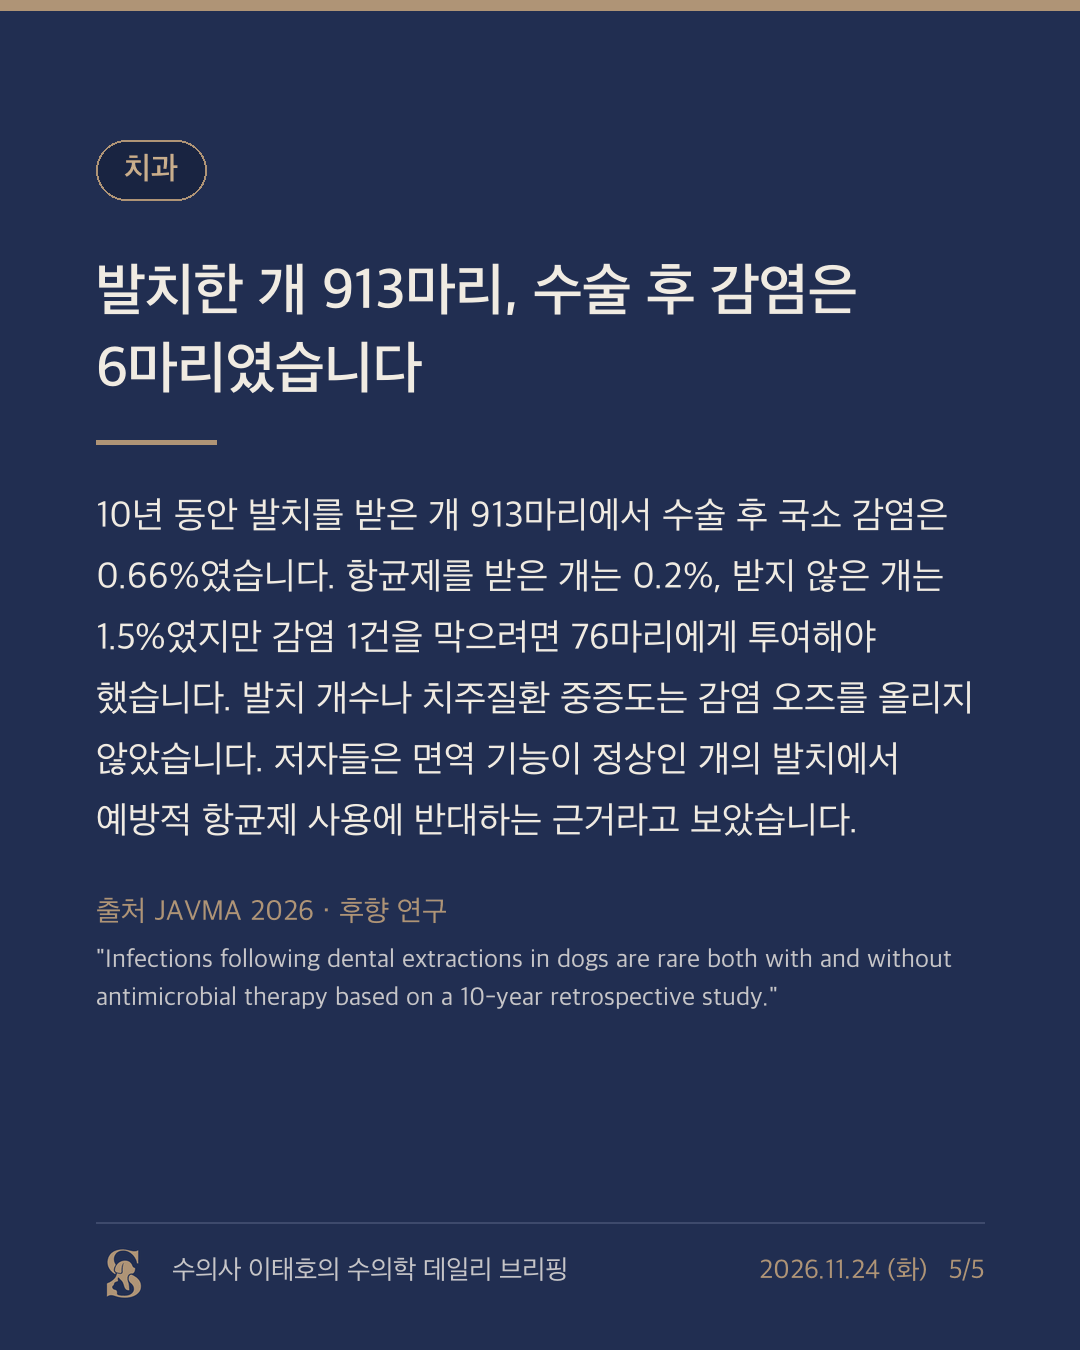 치과
발치한 개 913마리, 수술 후 감염은
6마리였습니다
10년 동안 발치를 받은 개 913마리에서 수술 후 국소 감염은
0.66%였습니다. 항균제를 받은 개는 0.2%, 받지 않은 개는
1.5%였지만 감염 1건을 막으려면 76마리에게 투여해야
했습니다. 발치 개수나 치주질환 중증도는 감염 오즈를 올리지
않았습니다. 저자들은 면역 기능이 정상인 개의 발치에서
예방적 항균제 사용에 반대하는 근거라고 보았습니다.
출처 JAVMA 2026 · 후향 연구
"Infections following dental extractions in dogs are rare both with and without
antimicrobial therapy based on a 10-year retrospective study."
S 수의사 이태호의 수의학 데일리 브리핑 2026.11.24 (화) 5/5